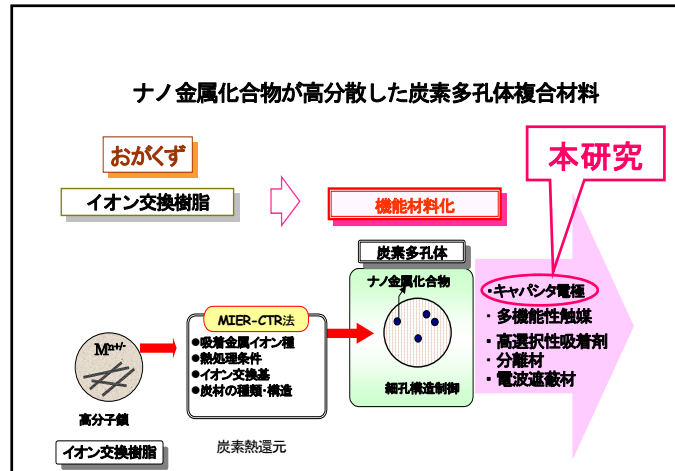 ナノ金属化合物が高分散した炭素多孔体複合材料
おがくず
本研究
イオン交換樹脂
機能材料化
炭素多孔体
ナノ金属化合物
細孔構造制御
MIER-CTR法
●吸着金属イオン種
●熱処理条件
●イオン交換基
●炭材の種類・構造
炭素熱還元
Mn+/-
高分子鎖
イオン交換樹脂
・キャパシタ電極
・多機能性触媒
・高選択性吸着剤
・分離材
・電波遮蔽材